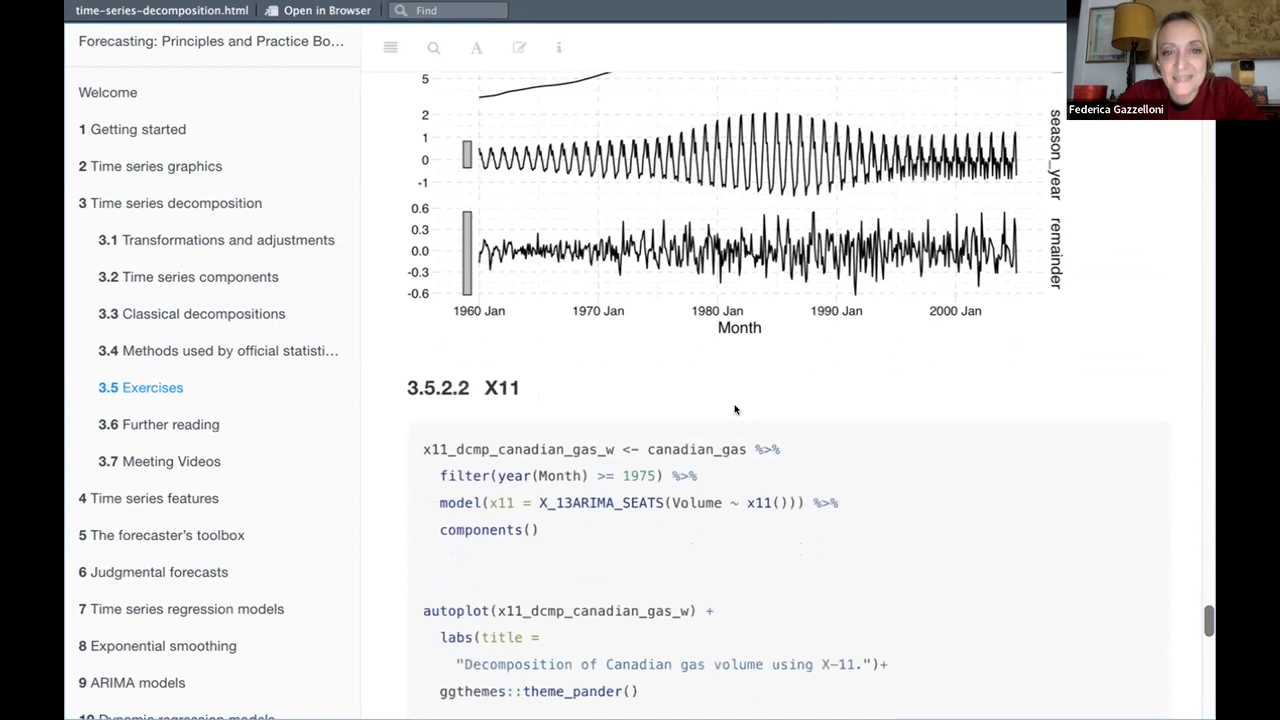 time-series-decomposition.html
Open in Browser
Find
Federica Gazzelloni
Forecasting: Principles and Practice Bo…
Welcome
1 Getting started
2 Time series graphics
3 Time series decomposition
3.1 Transformations and adjustments
3.2 Time series components
3.3 Classical decompositions
3.4 Methods used by official statisti…
3.5 Exercises
3.6 Further reading
3.7 Meeting Videos
4 Time series features
5 The forecaster's toolbox
6 Judgmental forecasts
7 Time series regression models
8 Exponential smoothing
9 ARIMA models
10 Dynamic regression models
A
i
5
2
1
0
-1
season_year
0.6
0.3
0.0
-0.3
-0.6
remainder
1960 Jan 1970 Jan 1980 Jan 1990 Jan 2000 Jan
Month
3.5.2.2 X11
x11_dcmp_canadian_gas_w <- canadian_gas %>%
filter(year(Month) >= 1975) %>%
model(x11 = X_13ARIMA_SEATS(Volume ~ x11())) %>%
components()
autoplot(x11_dcmp_canadian_gas_w) +
labs(title =
"Decomposition of Canadian gas volume using X-11.")+
ggthemes::theme_pander()